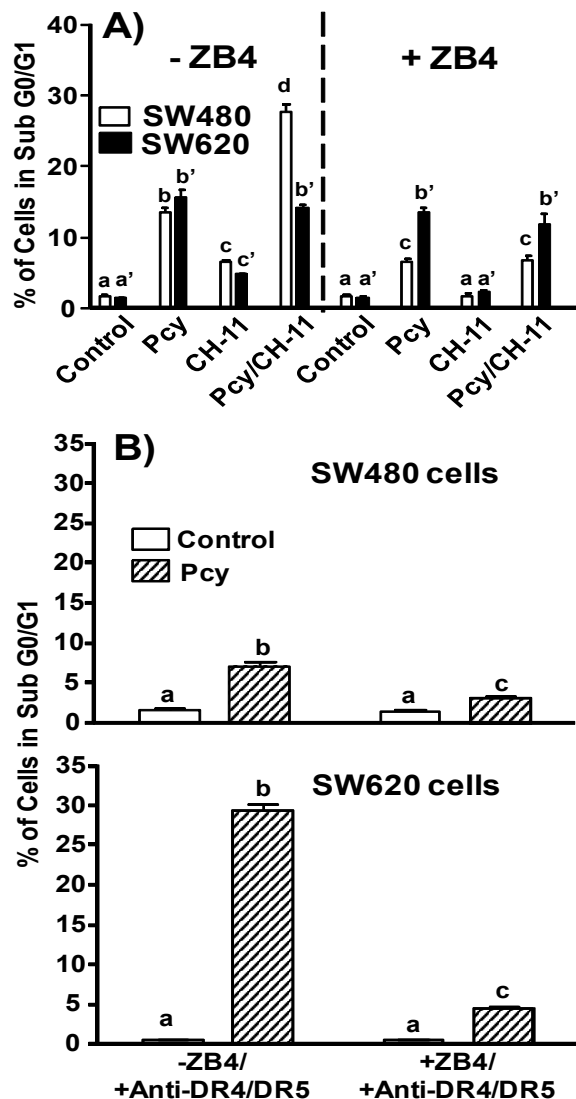 A)
% of Cells in Sub G0/G1
40
30
20
10
0
- ZB4
+ ZB4
SW480
SW620
a a’ b b’ c c’ d b’ a a’ c b’ a a’ c b’
Control Pcy CH-11 Pcy/CH-11 Control Pcy CH-11 Pcy/CH-11
B)
% of Cells in Sub G0/G1
35
30
25
20
15
10
5
0
SW480 cells
Control
Pcy
a b a c
35
30
25
20
15
10
5
0
SW620 cells
a b a c
-ZB4/ +ZB4/
+Anti-DR4/DR5 +Anti-DR4/DR5